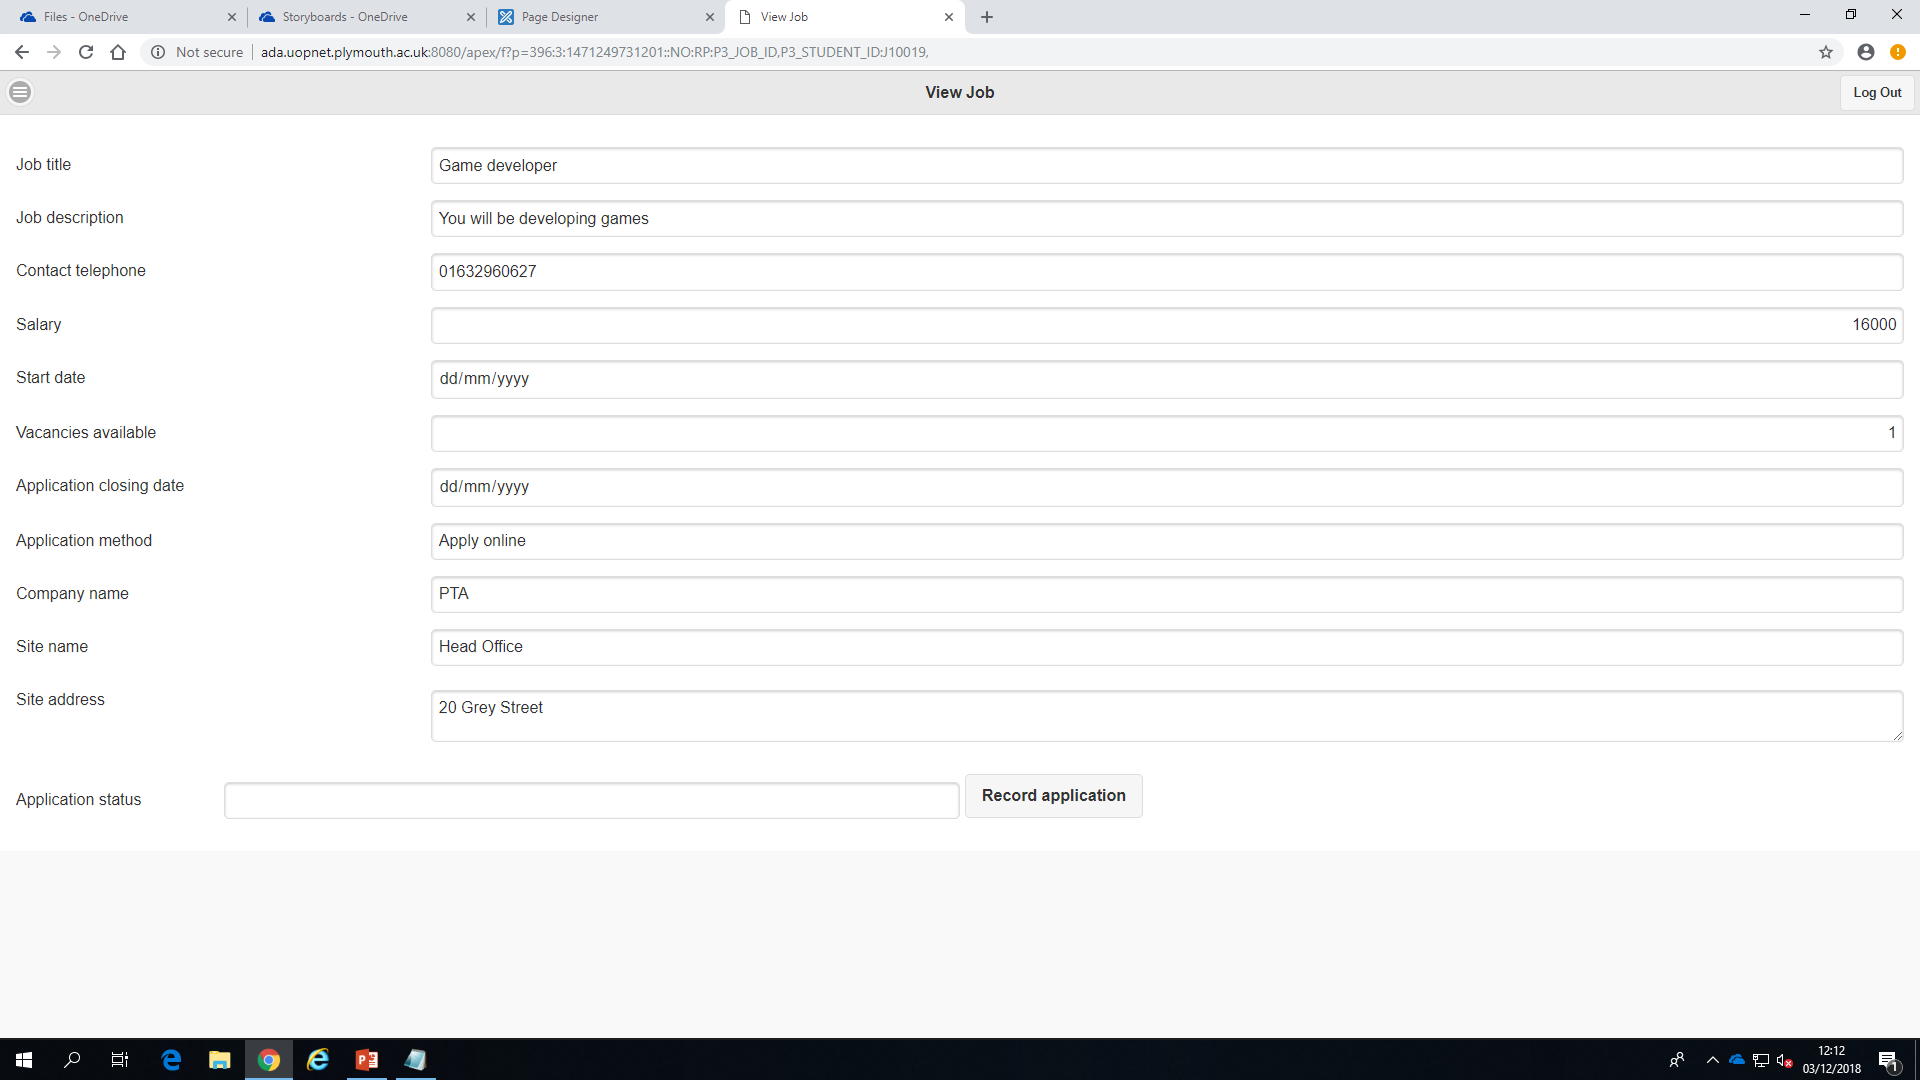 Files - OneDrive
Storyboards - OneDrive
Page Designer
View Job
Not secure
ada.uopnet.plymouth.ac.uk:8080/apex/f?p=396:3:1471249731201::NO:RP:P3_JOB_ID,P3_STUDENT_ID:J10019,
View Job
Log Out
Job title
Game developer
Job description
You will be developing games
Contact telephone
01632960627
Salary
16000
Start date
dd/mm/yyyy
Vacancies available
1
Application closing date
dd/mm/yyyy
Application method
Apply online
Company name
PTA
Site name
Head Office
Site address
20 Grey Street
Application status
Record application
12:12
03/12/2018
1